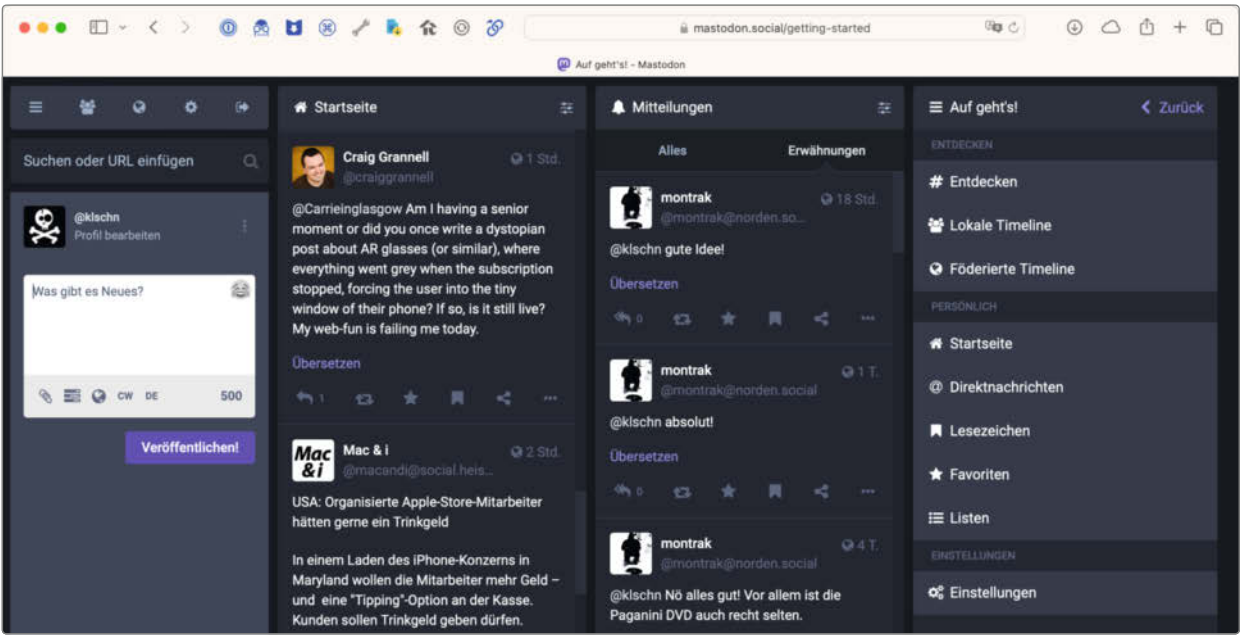 mastodon.social/getting-started
Auf geht's! - Mastodon
Suchen oder URL einfügen
@klschn
Profil bearbeiten
Was gibt es Neues?
CW DE 500
Veröffentlichen!
Startseite
Craig Grannell 1 Std.
@craiggrannell
@Carrieinglasgow Am I having a senior
moment or did you once write a dystopian
post about AR glasses (or similar), where
everything went grey when the subscription
stopped, forcing the user into the tiny
window of their phone? If so, is it still live?
My web-fun is failing me today.
Übersetzen
1
Mac & i
Mac & i 2 Std.
@macandi@social.heis...
USA: Organisierte Apple-Store-Mitarbeiter
hätten gerne ein Trinkgeld
In einem Laden des iPhone-Konzerns in
Maryland wollen die Mitarbeiter mehr Geld –
und eine "Tipping"-Option an der Kasse.
Kunden sollen Trinkgeld geben dürfen.
Mitteilungen
Alles Erwähnungen
montrak 18 Std.
@montrak@norden.so...
@klschn gute Idee!
Übersetzen
0
montrak 1 T.
@montrak@norden.social
@klschn absolut!
Übersetzen
0
montrak 4 T.
@montrak@norden.social
@klschn Nö alles gut! Vor allem ist die
Paganini DVD auch recht selten.
Auf geht's! Zurück
ENTDECKEN
# Entdecken
Lokale Timeline
Föderierte Timeline
PERSÖNLICH
Startseite
@ Direktnachrichten
Lesezeichen
Favoriten
Listen
EINSTELLUNGEN
Einstellungen